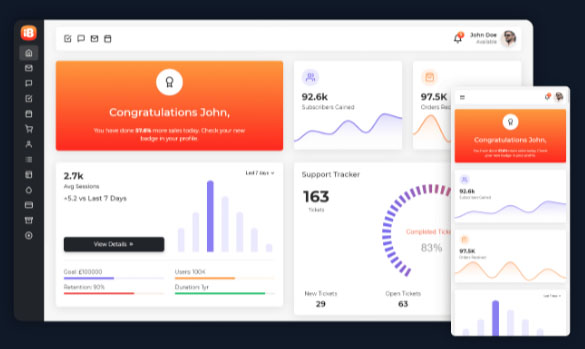 John Doe
Available
Congratulations John,
You have done 57.6% more sales today. Check your new
badge in your profile.
92.6k
Subscribers Gained
97.5K
Orders Rec
2.7k
Avg Sessions
+5.2 vs Last 7 Days
Last 7 days
View Details »
Goal: £100000
Users: 100K
Retention: 90%
Duration: 1yr
Support Tracker
163
Tickets
Completed Ticke
83%
New Tickets
29
Open Tickets
63
Congratulations John,
You have done 57.6% more sales today. Check your new
badge in your profile.
92.6k
Subscribers Gained
97.5K
Orders Received
2.7k